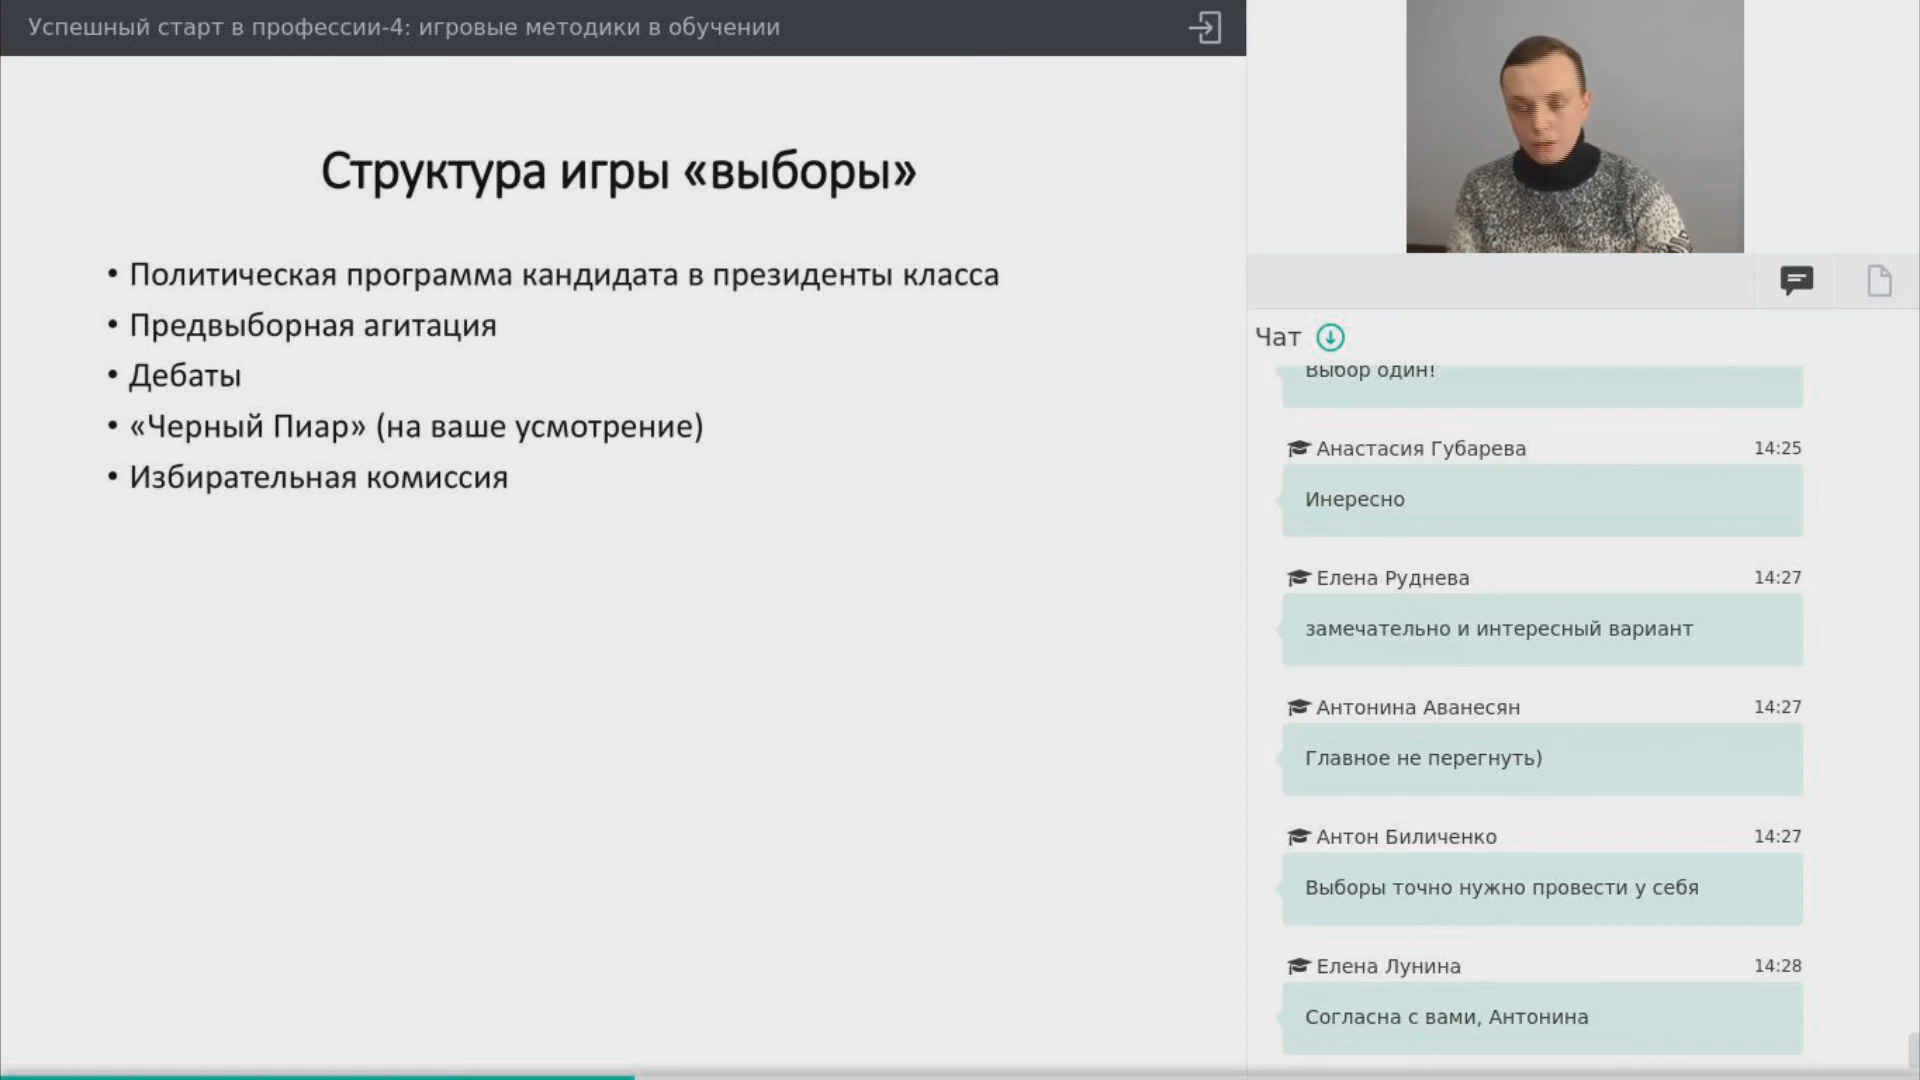 Успешный старт в профессии-4: игровые методики в обучении
Структура игры «выборы»
• Политическая программа кандидата в президенты класса
• Предвыборная агитация
• Дебаты
• «Черный Пиар» (на ваше усмотрение)
• Избирательная комиссия
Чат
Выбор один!
Анастасия Губарева 14:25
Инересно
Елена Руднева 14:27
замечательно и интересный вариант
Антонина Аванесян 14:27
Главное не перегнуть)
Антон Биличенко 14:27
Выборы точно нужно провести у себя
Елена Лунина 14:28
Согласна с вами, Антонина